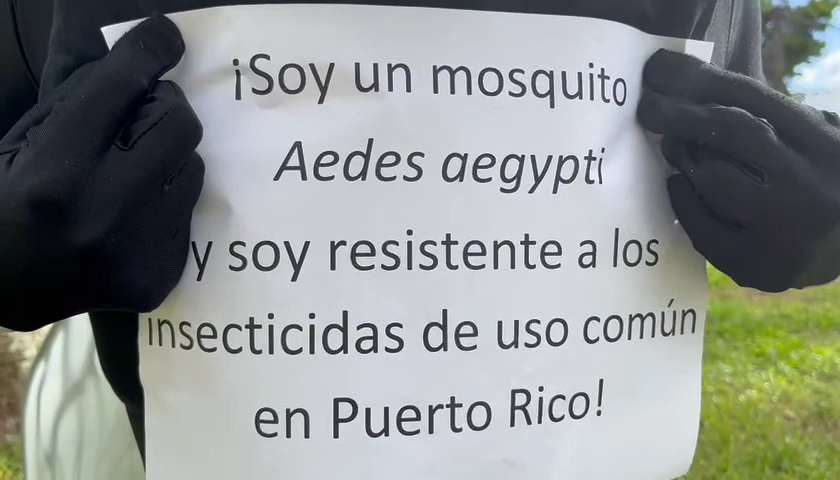 ¡Soy un mosquito
Aedes aegypti
y soy resistente a los
insecticidas de uso común
en Puerto Rico!